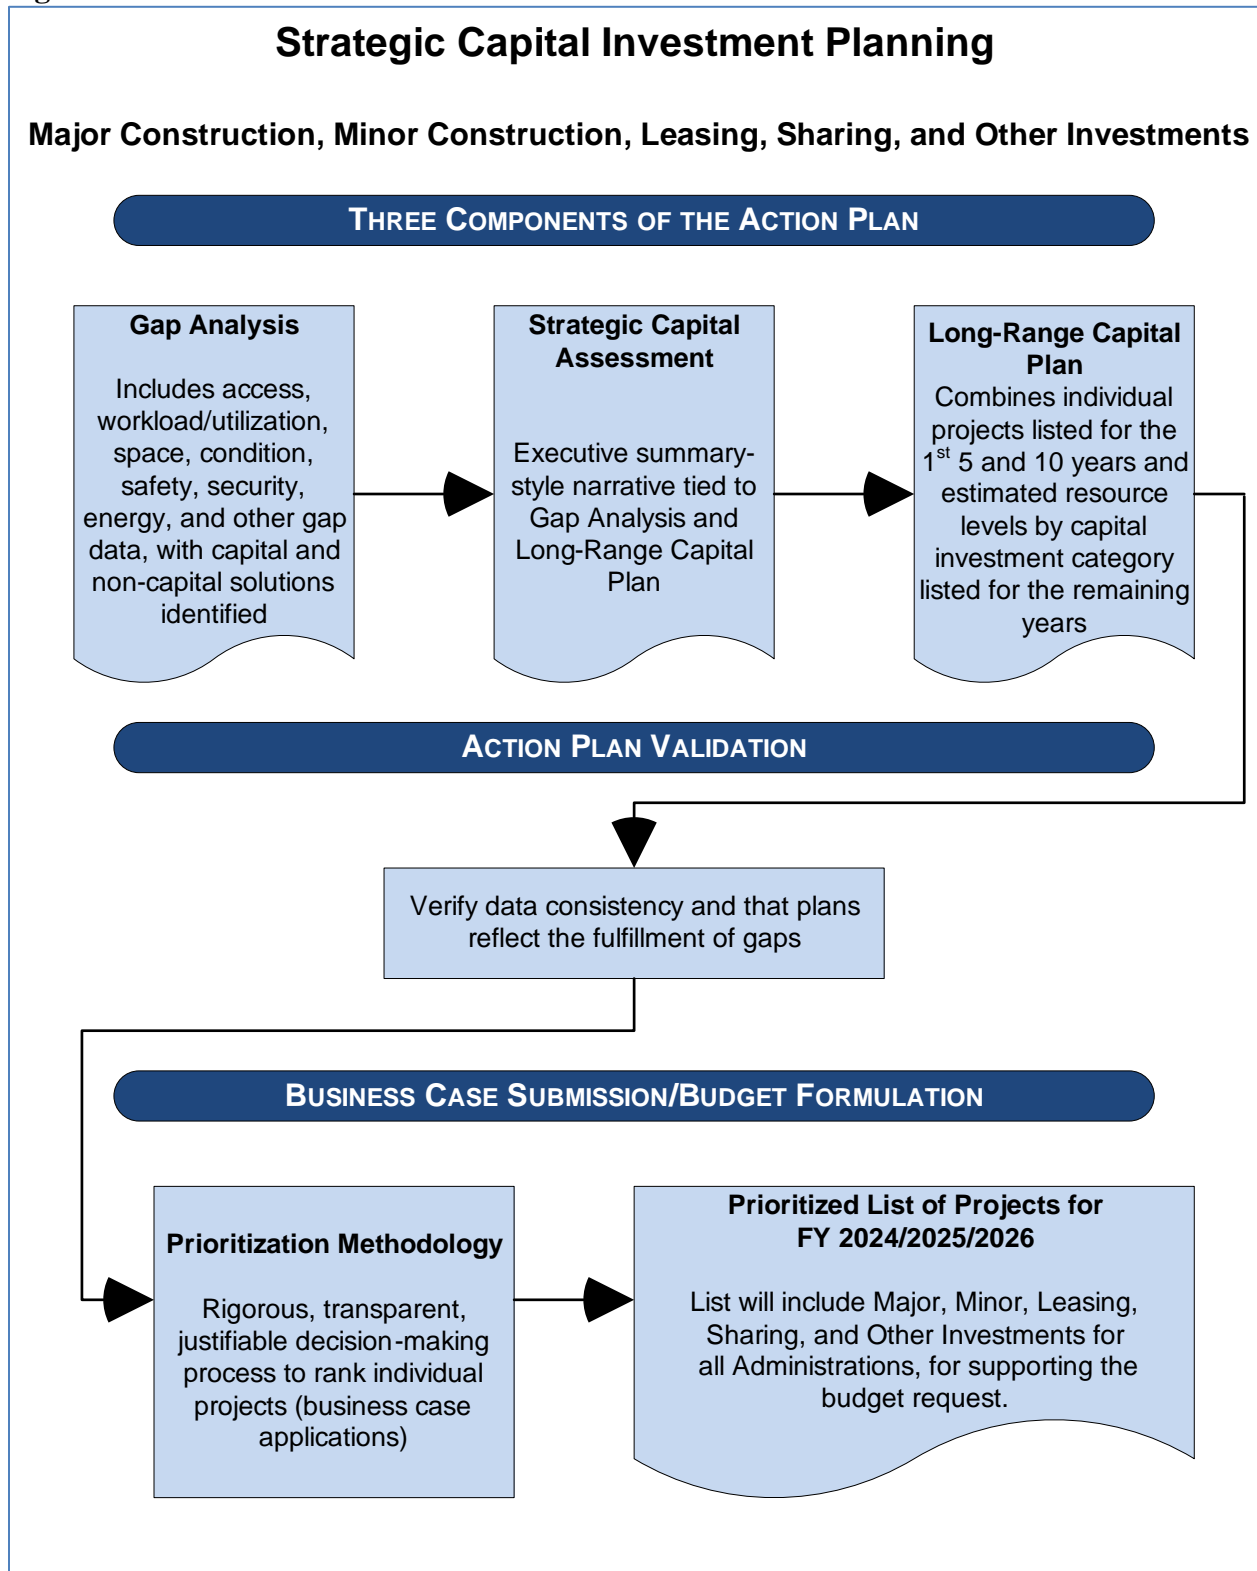 Strategic Capital Investment Planning
Major Construction, Minor Construction, Leasing, Sharing, and Other Investments
THREE COMPONENTS OF THE ACTION PLAN
Gap Analysis
Includes access,
workload/utilization,
space, condition,
safety, security,
energy, and other gap
data, with capital and
non-capital solutions
identified
Strategic Capital
Assessment
Executive summary-
style narrative tied to
Gap Analysis and
Long-Range Capital
Plan
Long-Range Capital
Plan
Combines individual
projects listed for the
1st 5 and 10 years and
estimated resource
levels by capital
investment category
listed for the remaining
years
ACTION PLAN VALIDATION
Verify data consistency and that plans
reflect the fulfillment of gaps
BUSINESS CASE SUBMISSION/BUDGET FORMULATION
Prioritization Methodology
Rigorous, transparent,
justifiable decision-making
process to rank individual
projects (business case
applications)
Prioritized List of Projects for
FY 2024/2025/2026
List will include Major, Minor, Leasing,
Sharing, and Other Investments for
all Administrations, for supporting the
budget request.